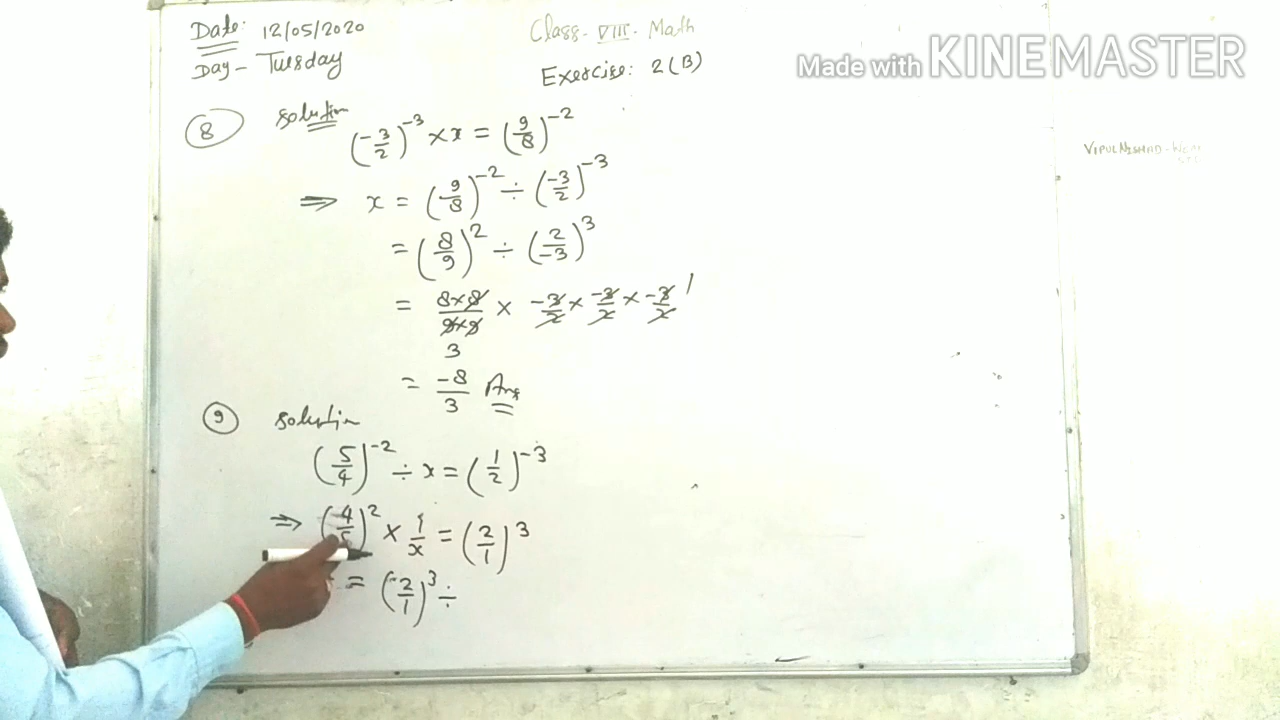 Date: 12/05/2020
Day - Tuesday
Class - VIII - Math
Exercise: 2(B)
Made with KINEMASTER
VIPUL NISHAD -
8 Solution
(-3/2)^-3 × x = (9/8)^-2
⇒ x = (9/8)^-2 ÷ (-3/2)^-3
= (8/9)^2 ÷ (2/-3)^3
= 8×8/9×9 × -3/2 × -3/2 × -3/2 1
3
= -8/3 Ans
9 Solution
(5/4)^-2 ÷ x = (1/2)^-3
⇒ (4/5)^2 × 1/x = (2/1)^3
= (2/1)^3 ÷